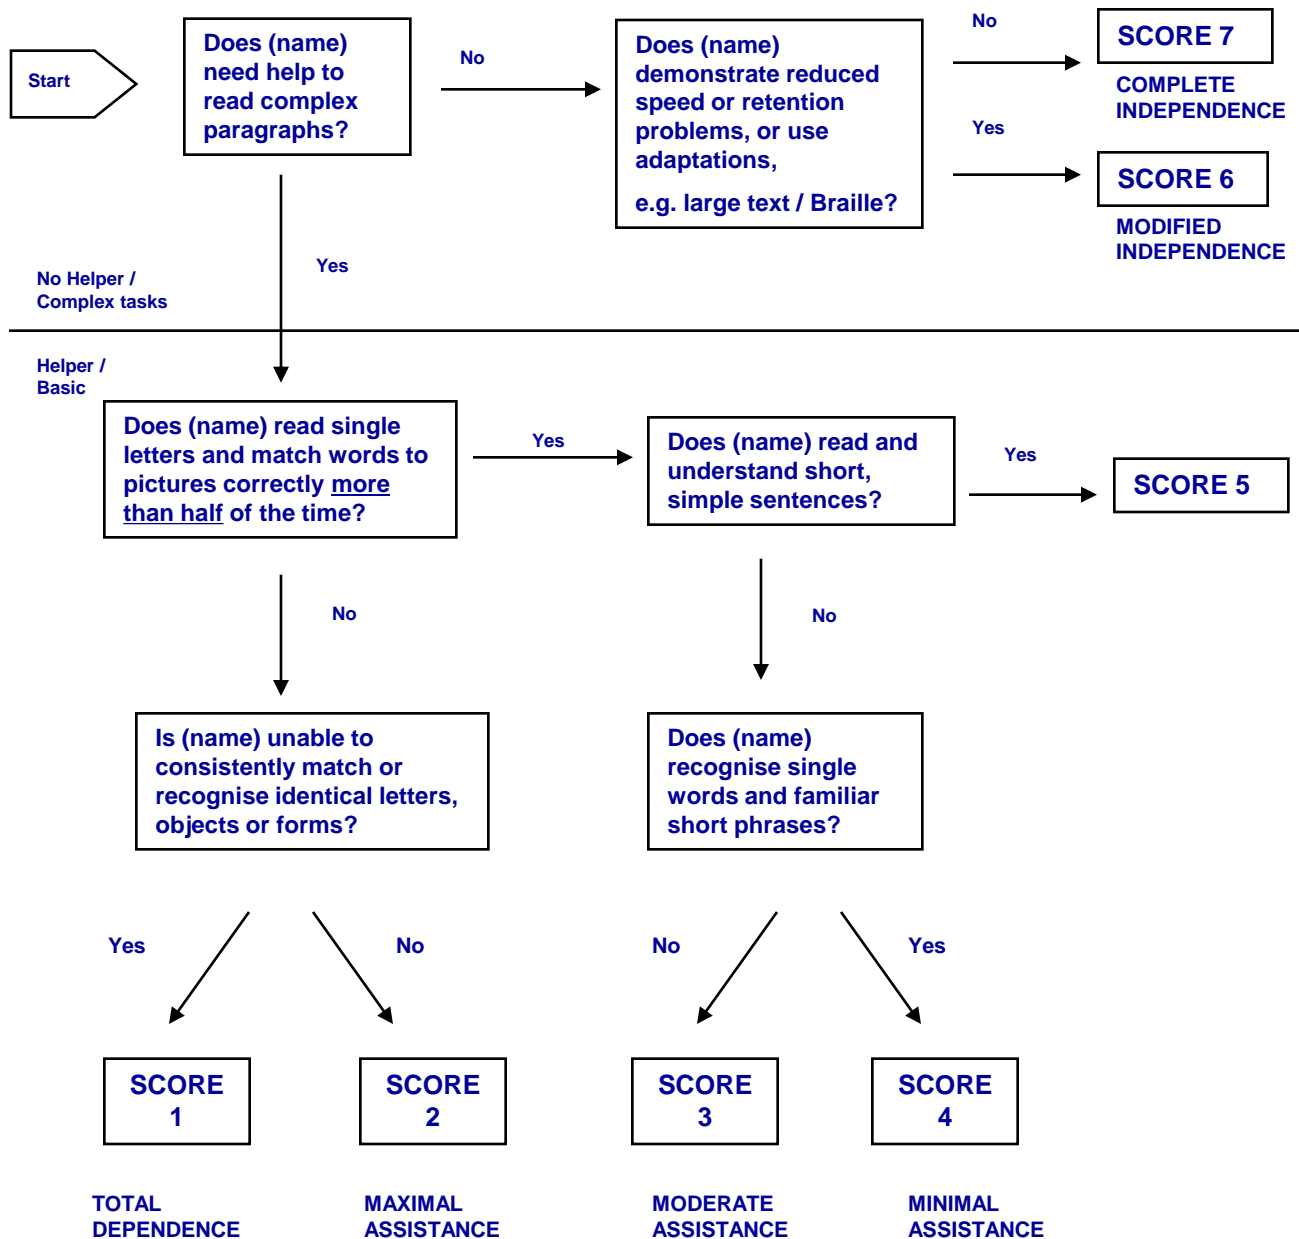 Start
Does (name)
need help to
read complex
paragraphs?
No
Does (name)
demonstrate reduced
speed or retention
problems, or use
adaptations,
e.g. large text / Braille?
No
SCORE 7
COMPLETE
INDEPENDENCE
Yes
SCORE 6
MODIFIED
INDEPENDENCE
Yes
No Helper /
Complex tasks
Helper /
Basic
Does (name) read single
letters and match words to
pictures correctly more
than half of the time?
Yes
Does (name) read and
understand short,
simple sentences?
Yes
SCORE 5
No
No
Is (name) unable to
consistently match or
recognise identical letters,
objects or forms?
Does (name)
recognise single
words and familiar
short phrases?
Yes
No
No
Yes
SCORE
1
SCORE
2
SCORE
3
SCORE
4
TOTAL
DEPENDENCE
MAXIMAL
ASSISTANCE
MODERATE
ASSISTANCE
MINIMAL
ASSISTANCE